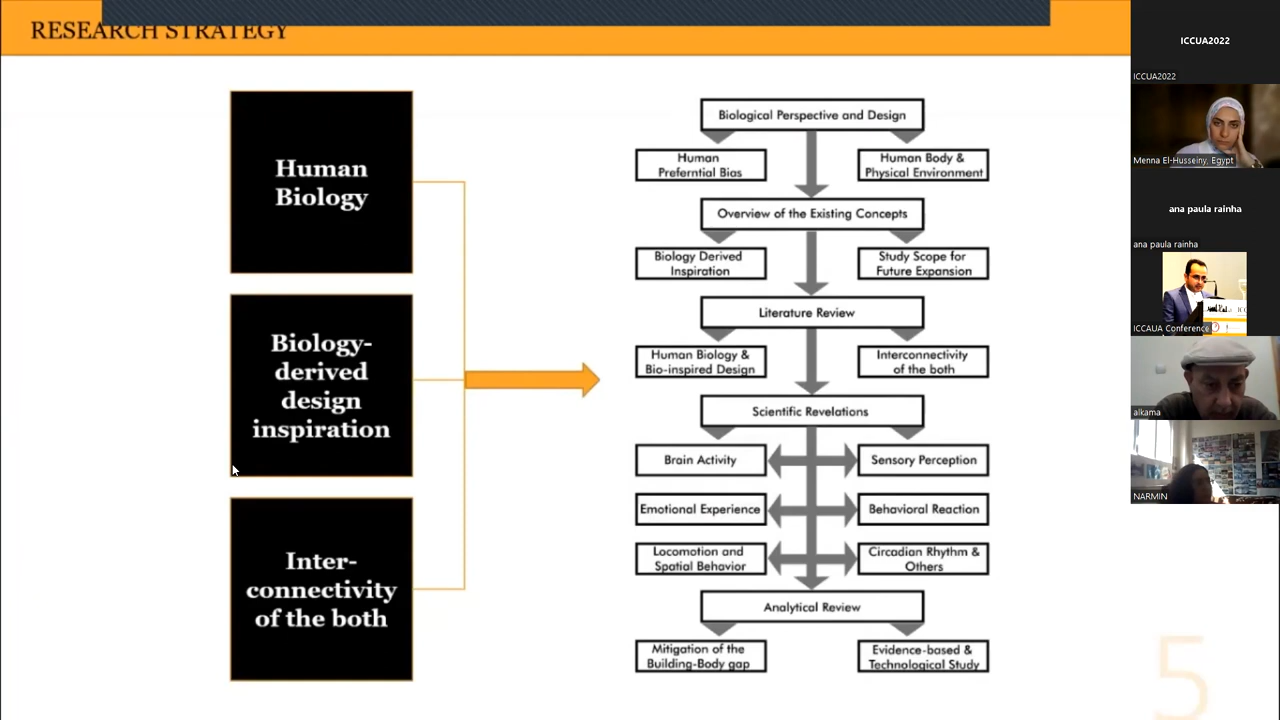 RESEARCH STRATEGY
Human
Biology
Biology-
derived
design
inspiration
Inter-
connectivity
of the both
Biological Perspective and Design
Human
Preferntial Bias
Human Body &
Physical Environment
Overview of the Existing Concepts
Biology Derived
Inspiration
Study Scope for
Future Expansion
Literature Review
Human Biology &
Bio-inspired Design
Interconnectivity
of the both
Scientific Revelations
Brain Activity
Sensory Perception
Emotional Experience
Behavioral Reaction
Locomotion and
Spatial Behavior
Circadian Rhythm &
Others
Analytical Review
Mitigation of the
Building-Body gap
Evidence-based &
Technological Study
5
ICCUA2022
ICCUA2022
Menna El-Husseiny, Egypt
ana paula rainha
ana paula rainha
ICCAUA Conference
alkama
NARMIN